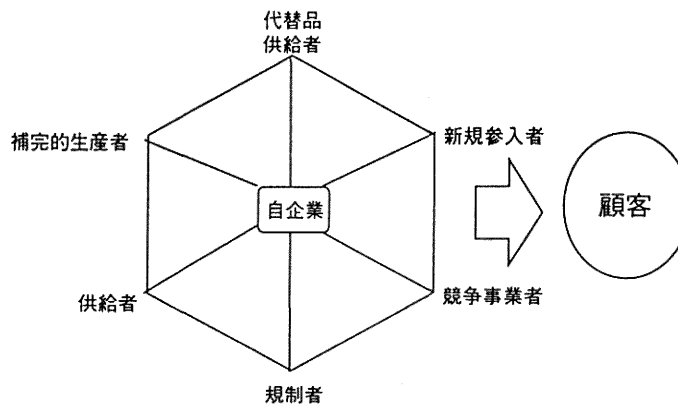 代替品
供給者
補完的生産者
新規参入者
自企業
顧客
供給者
競争事業者
規制者